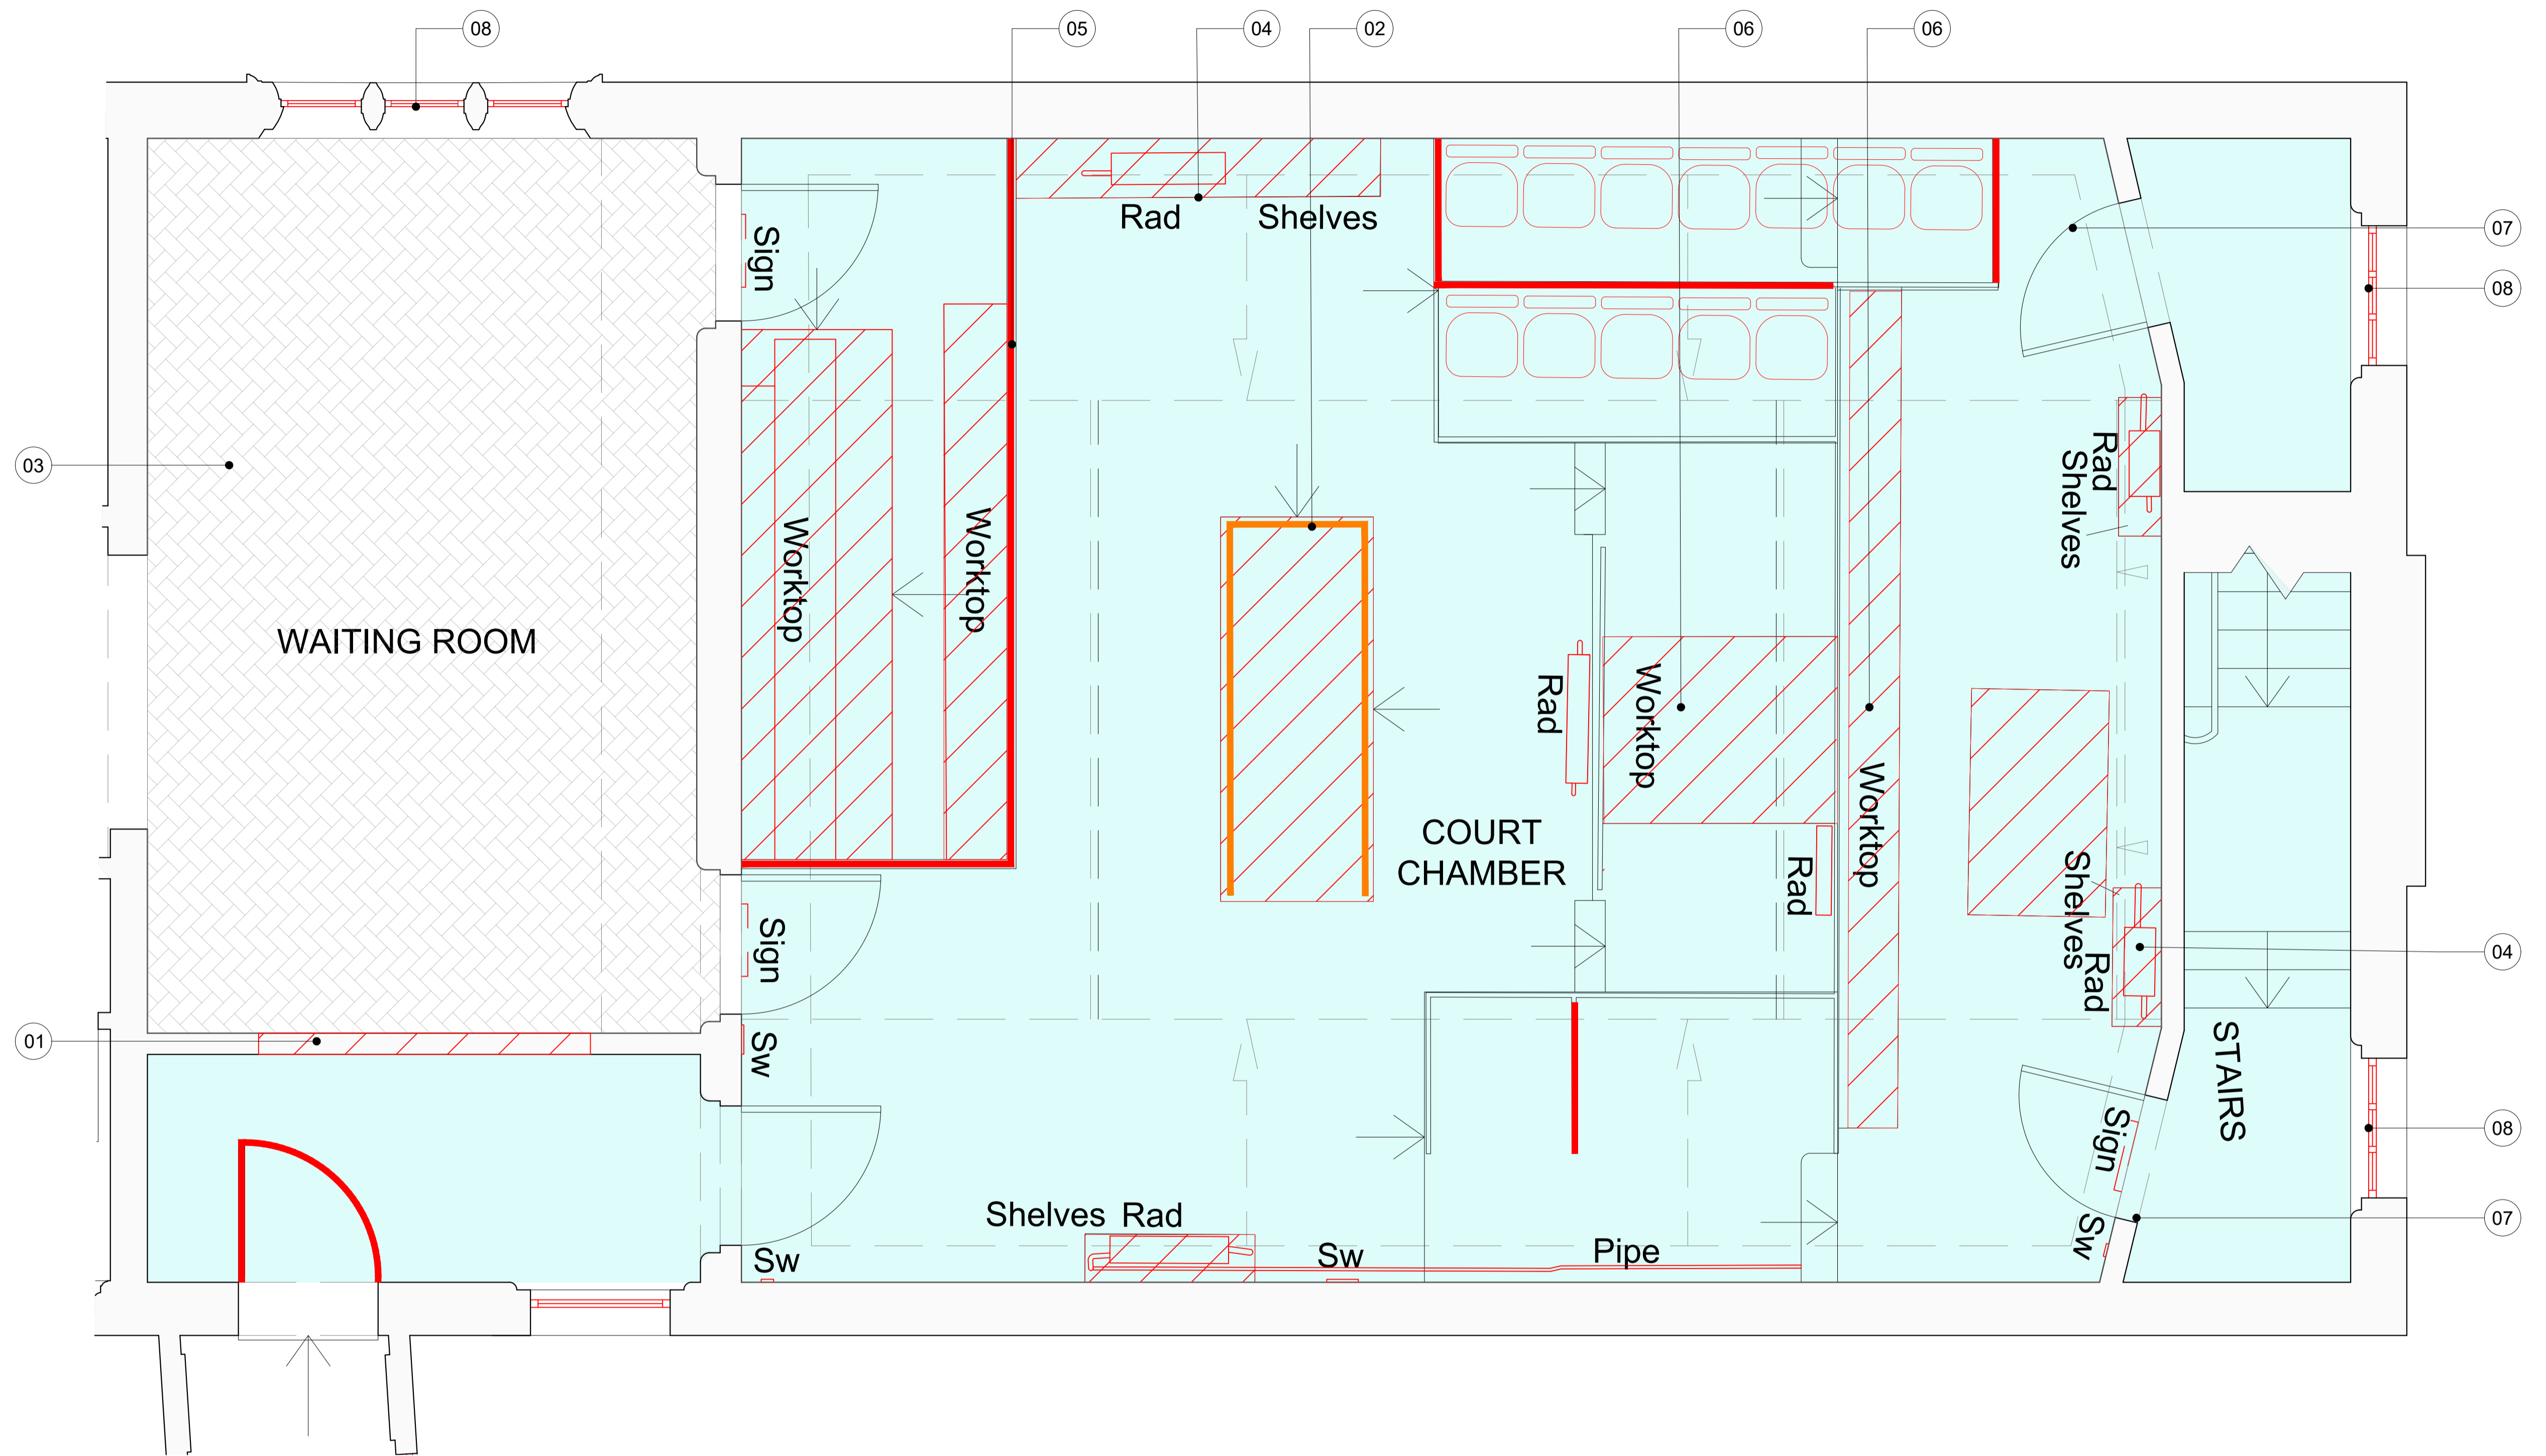 08
05
04
02
06
06
Rad
Shelves
Sign
07
08
03
Rad
Shelves
Worktop
Worktop
WAITING ROOM
Rad
Worktop
Worktop
COURT
CHAMBER
Rad
Shelves
Rad
04
Sign
01
Sw
STAIRS
Sign
08
Shelves
Rad
Sw
07
Sw
Sw
Pipe